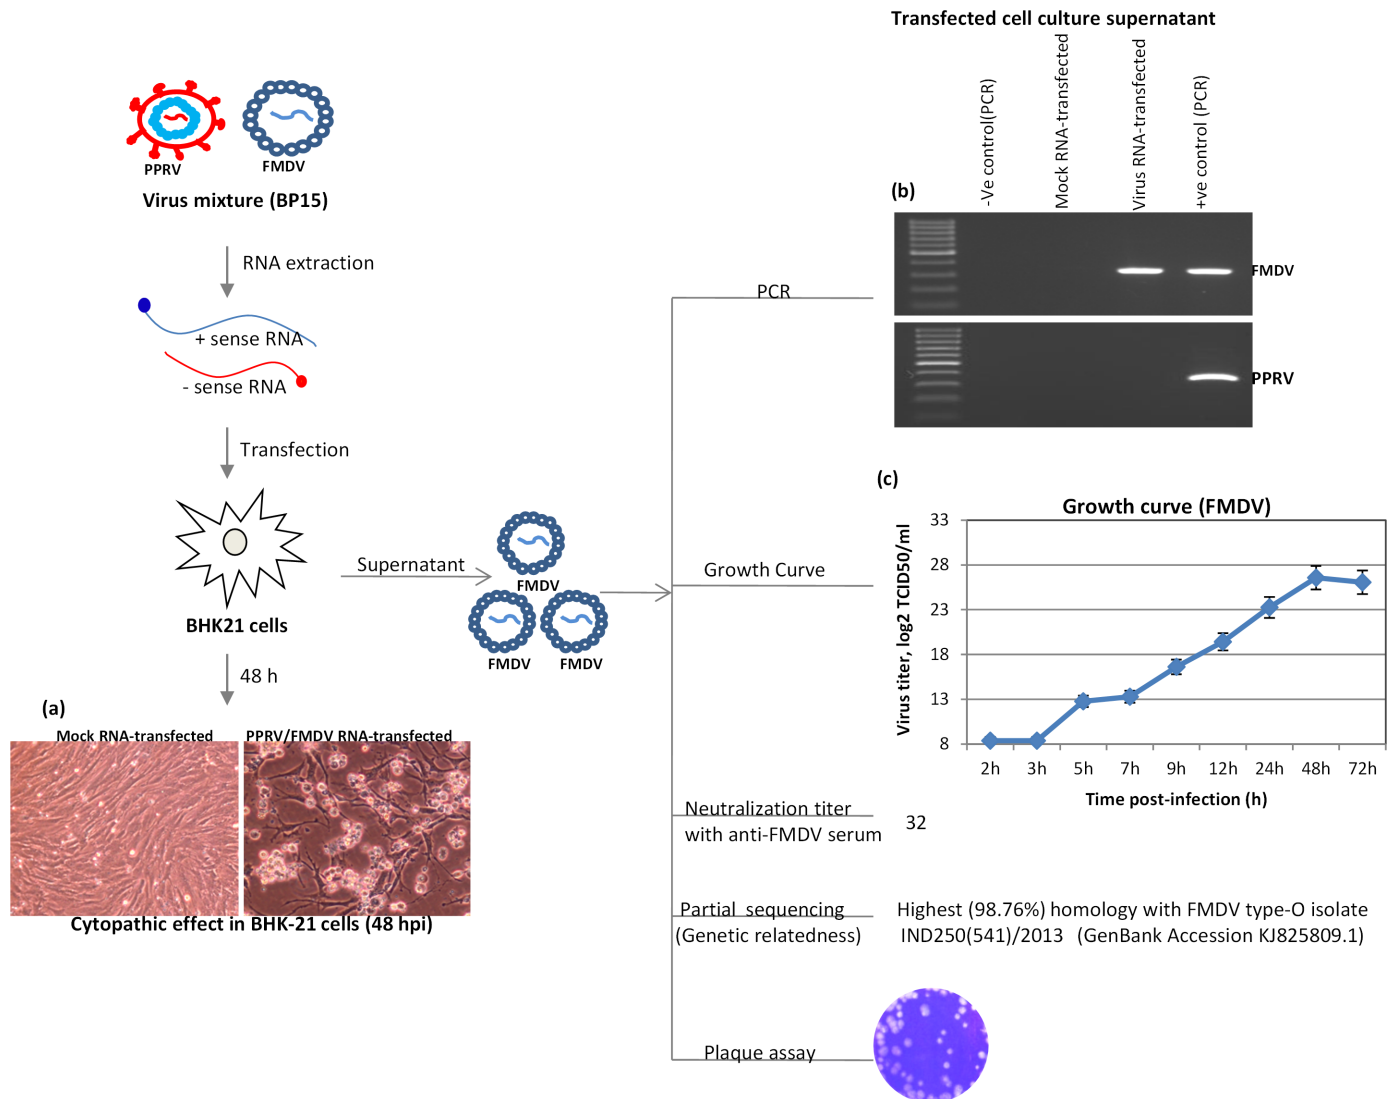 Transfected cell culture supernatant
PPRV
FMDV
Virus mixture (BP15)
RNA extraction
+ sense RNA
- sense RNA
Transfection
BHK21 cells
48 h
Supernatant
FMDV
FMDV
FMDV
(a)
Mock RNA-transfected
PPRV/FMDV RNA-transfected
Cytopathic effect in BHK-21 cells (48 hpi)
PCR
(b)
-Ve control(PCR)
Mock RNA-transfected
Virus RNA-transfected
+ve control (PCR)
FMDV
PPRV
Growth Curve
(c)
Growth curve (FMDV)
Virus titer, log2 TCID50/ml
33
28
23
18
13
8
2h 3h 5h 7h 9h 12h 24h 48h 72h
Time post-infection (h)
Neutralization titer
with anti-FMDV serum
32
Partial sequencing
(Genetic relatedness)
Highest (98.76%) homology with FMDV type-O isolate
IND250(541)/2013 (GenBank Accession KJ825809.1)
Plaque assay